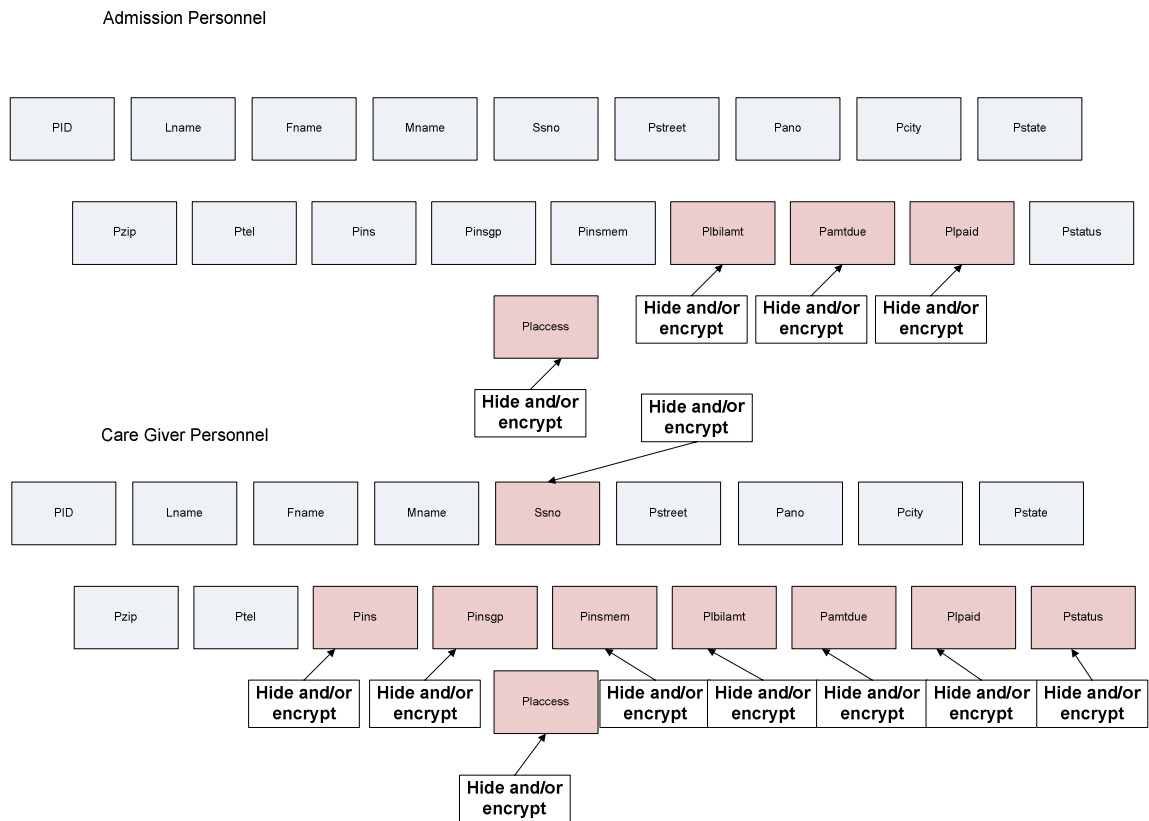 Admission Personnel
PID Lname Fname Mname Ssno Pstreet Pano Pcity Pstate
Pzip Ptel Pins Pinsgp Pinsmem Plbilamt Pamtdue Plpaid Pstatus
Hide and/or Hide and/or Hide and/or
encrypt encrypt encrypt
Placcess
Hide and/or
encrypt
Hide and/or
encrypt
Care Giver Personnel
PID Lname Fname Mname Ssno Pstreet Pano Pcity Pstate
Pzip Ptel Pins Pinsgp Pinsmem Plbilamt Pamtdue Plpaid Pstatus
Hide and/or Hide and/or Hide and/or Hide and/or Hide and/or Hide and/or Hide and/or
encrypt encrypt encrypt encrypt encrypt encrypt encrypt
Placcess
Hide and/or
encrypt